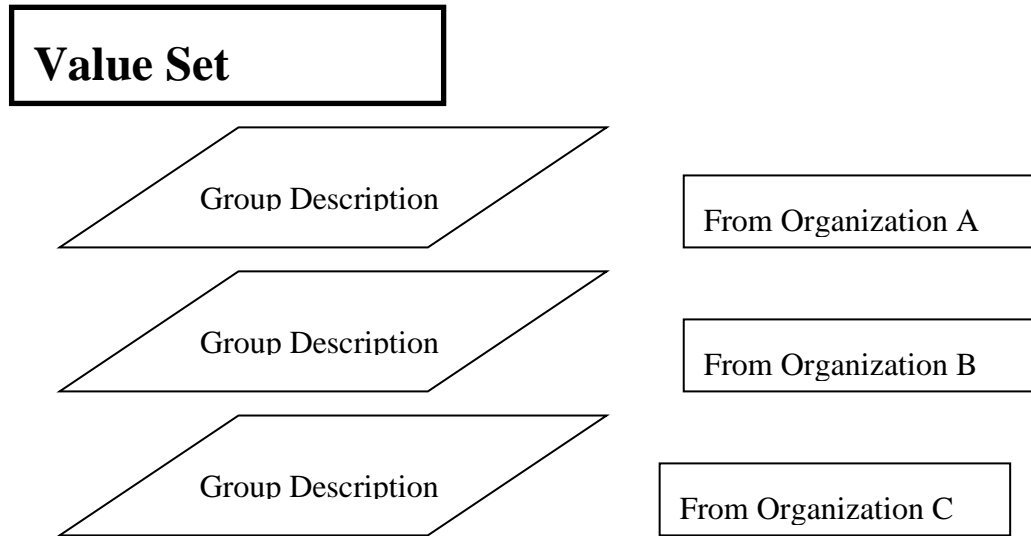 Value Set
Group Description
From Organization A
Group Description
From Organization B
Group Description
From Organization C